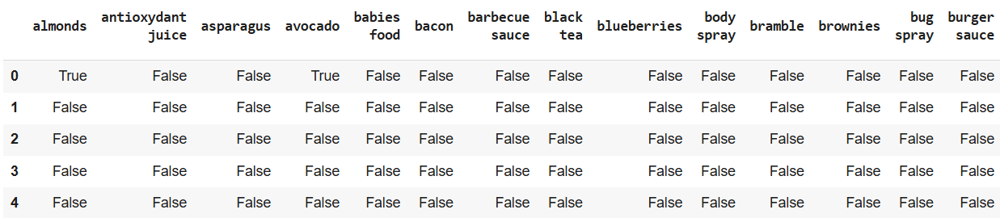 almonds antioxydant juice asparagus avocado babies food bacon barbecue sauce black tea blueberries body spray bramble brownies bug spray burger sauce
0 True False False True False False False False False False False False False False
1 False False False False False False False False False False False False False False
2 False False False False False False False False False False False False False False
3 False False False False False False False False False False False False False False
4 False False False False False False False False False False False False False False